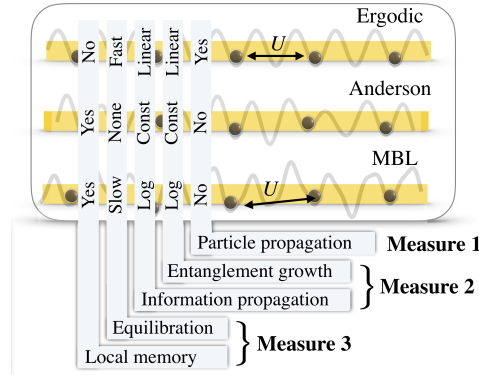 Ergodic
No Fast Linear Linear Yes
U
Anderson
Yes None Const Const No
MBL
Yes Slow Log Log No
U
Particle propagation Measure 1
Entanglement growth
Measure 2
Information propagation
Equilibration
Measure 3
Local memory